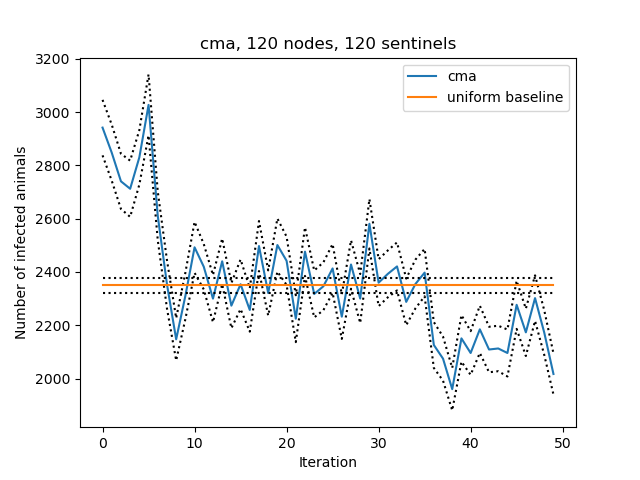 cma, 120 nodes, 120 sentinels
3200
3000
2800
2600
2400
2200
2000
Number of infected animals
cma
uniform baseline
0 10 20 30 40 50
Iteration